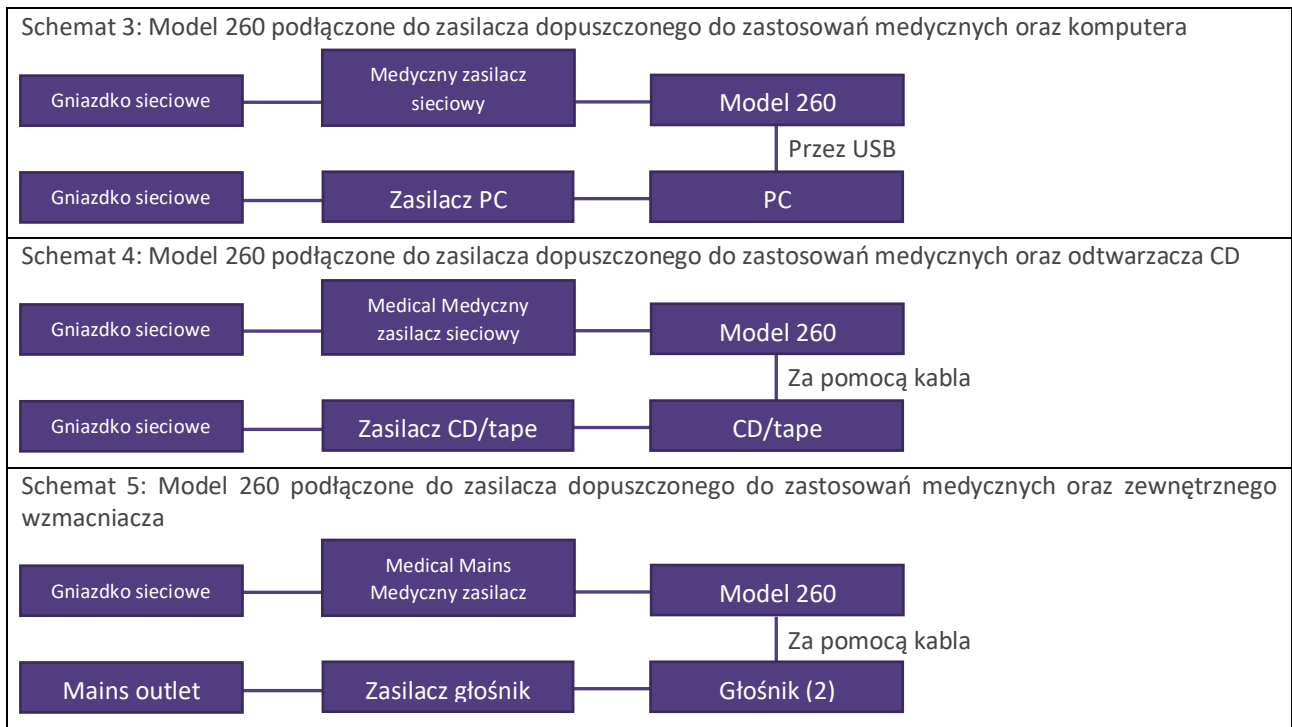 Schemat 3: Model 260 podłączone do zasilacza dopuszczonego do zastosowań medycznych oraz komputera
Gniazdko sieciowe
Medyczny zasilacz
sieciowy
Model 260
Przez USB
Gniazdko sieciowe
Zasilacz PC
PC
Schemat 4: Model 260 podłączone do zasilacza dopuszczonego do zastosowań medycznych oraz odtwarzacza CD
Gniazdko sieciowe
Medical Medyczny
zasilacz sieciowy
Model 260
Za pomocą kabla
Gniazdko sieciowe
Zasilacz CD/tape
CD/tape
Schemat 5: Model 260 podłączone do zasilacza dopuszczonego do zastosowań medycznych oraz zewnętrznego
wzmacniacza
Gniazdko sieciowe
Medical Mains
Medyczny zasilacz
Model 260
Za pomocą kabla
Mains outlet
Zasilacz głośnik
Głośnik (2)